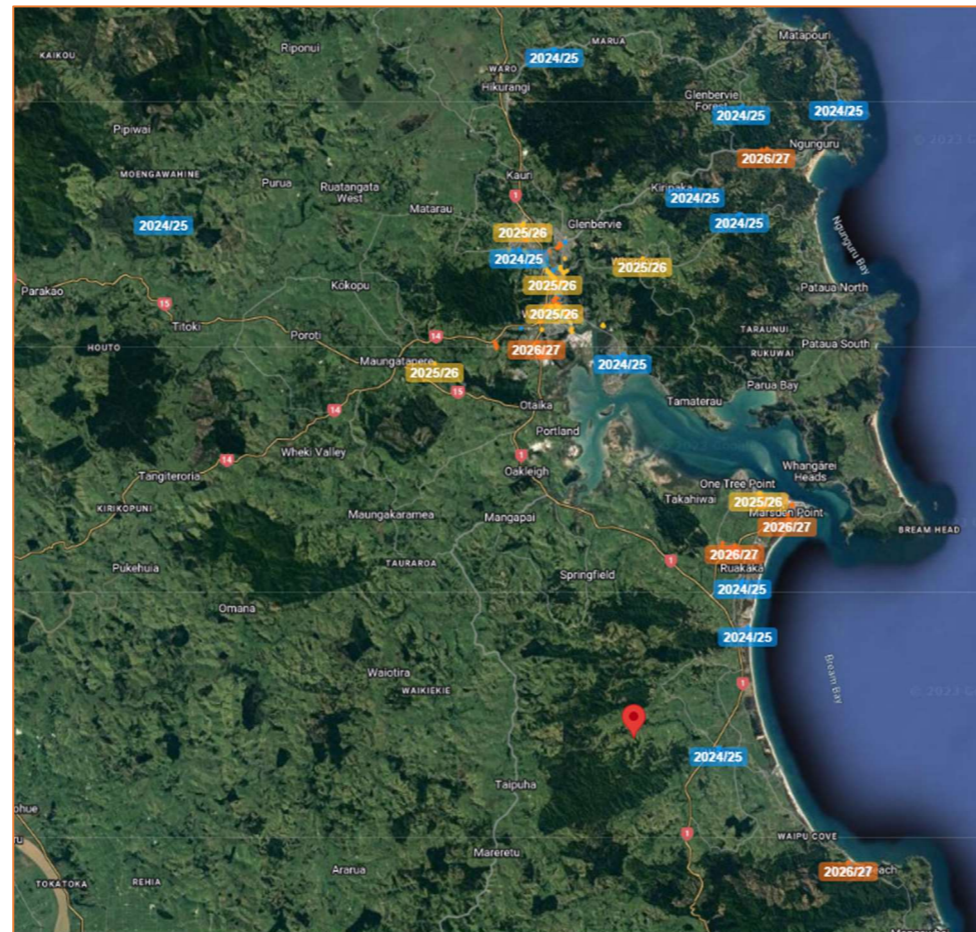 Matapouri
MARUA
Riponui
KAIKOU
2024/25
WARO
Hikurangi
Glenbervie
Forest
2024/25
2024/25
Pipiwai
Ngunguru
2026/27
MOENGAWAHINE
Kauri
Purua
Ruatangata
West
1
Kiripaka
2024/25
Matarau
2024/25
Glenbervie
2024/25
2025/26
Ngunguru Bay
2024/25
2025/26
Parakao
Kokopu
2025/26
Pataua North
15
Titoki
2025/26
Poroti
14
TARAUNUI
Pataua South
HOUTO
2026/27
RUKUWAI
Maungatapere
2024/25
2025/26
Parua Bay
15
Tamaterau
Otaika
14
Portland
Wheki Valley
1
14
Oakleigh
Whangārei
Heads
Tangiteroria
One Tree Point
Takahiwai
2025/26
KIRIKOPUNI
Maungakaramea
Mangapai
Marsden Point
2026/27
BREAM HEAD
2026/27
1
Pukehuia
TAURAROA
Springfield
Ruakaka
2024/25
Omana
2024/25
Waiotira
Bream Bay
WAIKIEKIE
1
2024/25
Taipuha
1
WAIPU COVE
Mareretu
Ararua
2026/27
TOKATOKA
REHIA